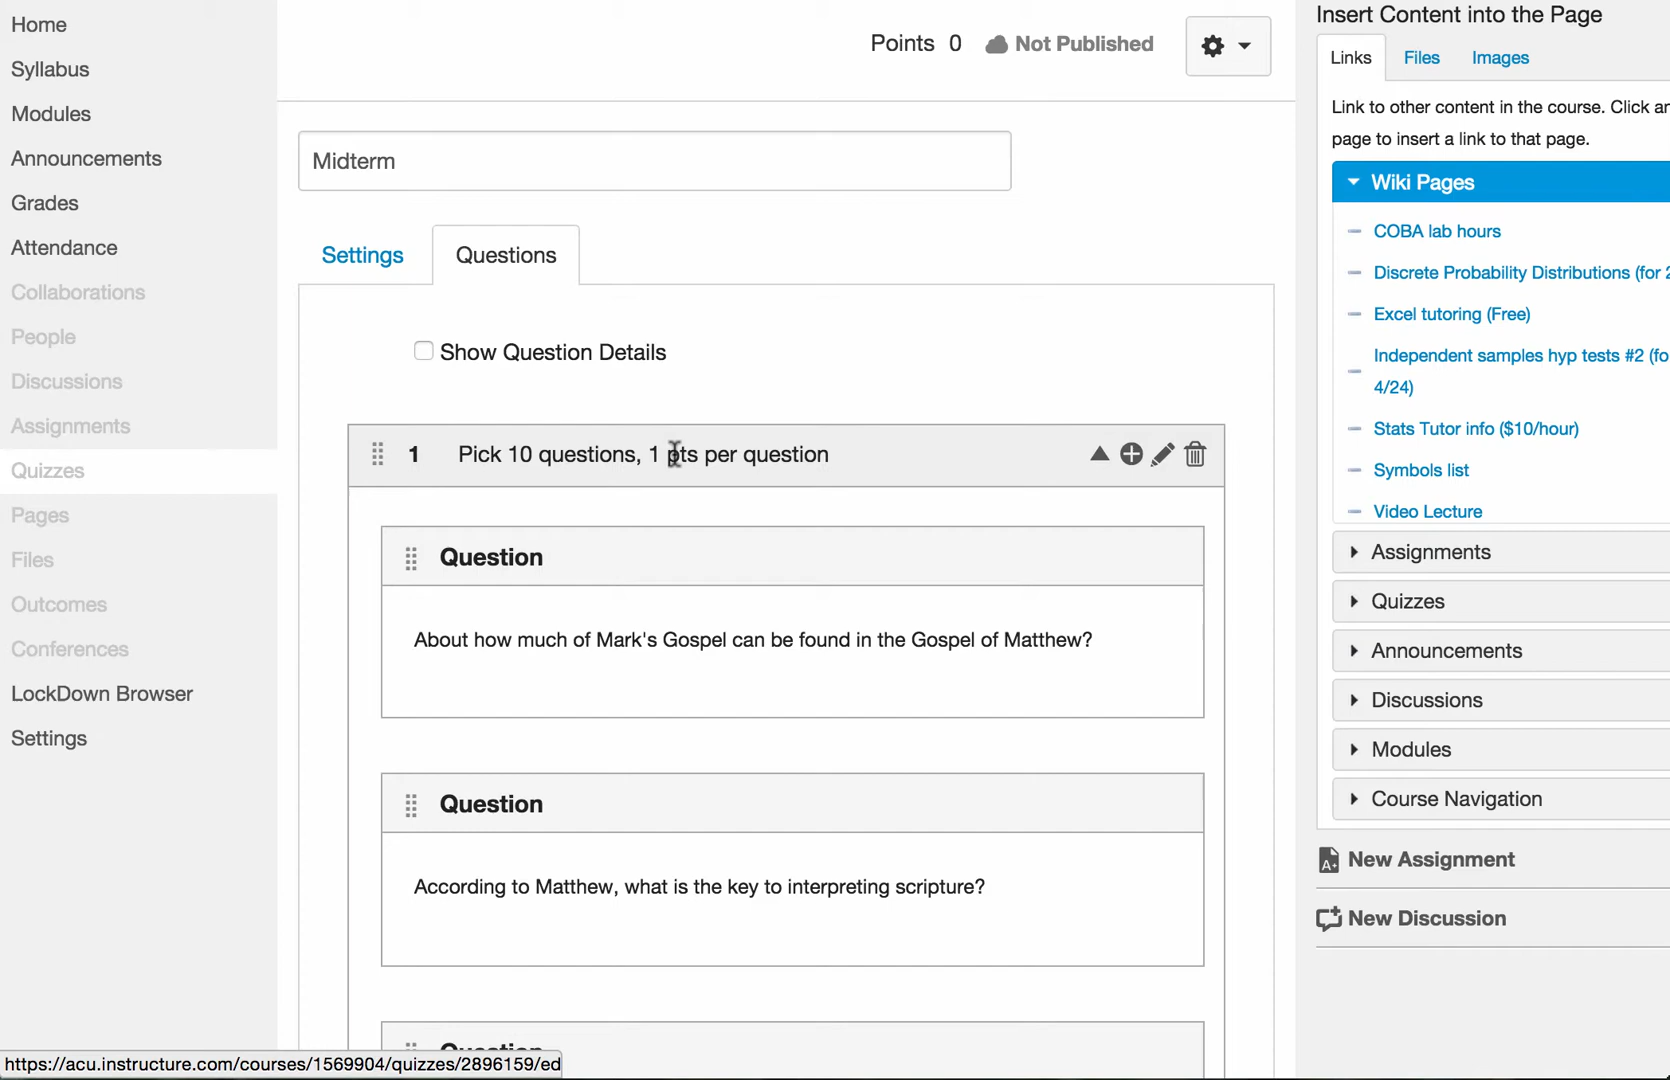 Home
Syllabus
Modules
Announcements
Grades
Attendance
Collaborations
People
Discussions
Assignments
Quizzes
Pages
Files
Outcomes
Conferences
LockDown Browser
Settings
Points 0 Not Published
Midterm
Settings Questions
Show Question Details
1 Pick 10 questions, 1 pts per question
Question
About how much of Mark's Gospel can be found in the Gospel of Matthew?
Question
According to Matthew, what is the key to interpreting scripture?
Question
Insert Content into the Page
Links Files Images
Link to other content in the course. Click an
page to insert a link to that page.
Wiki Pages
COBA lab hours
Discrete Probability Distributions (for 2
Excel tutoring (Free)
Independent samples hyp tests #2 (fo
4/24)
Stats Tutor info ($10/hour)
Symbols list
Video Lecture
Assignments
Quizzes
Announcements
Discussions
Modules
Course Navigation
New Assignment
New Discussion
https://acu.instructure.com/courses/1569904/quizzes/2896159/ed